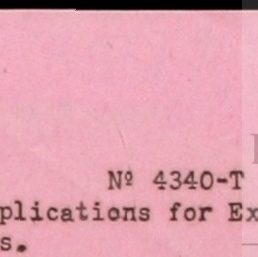 Nº 4340-T
plications for Ex
s.